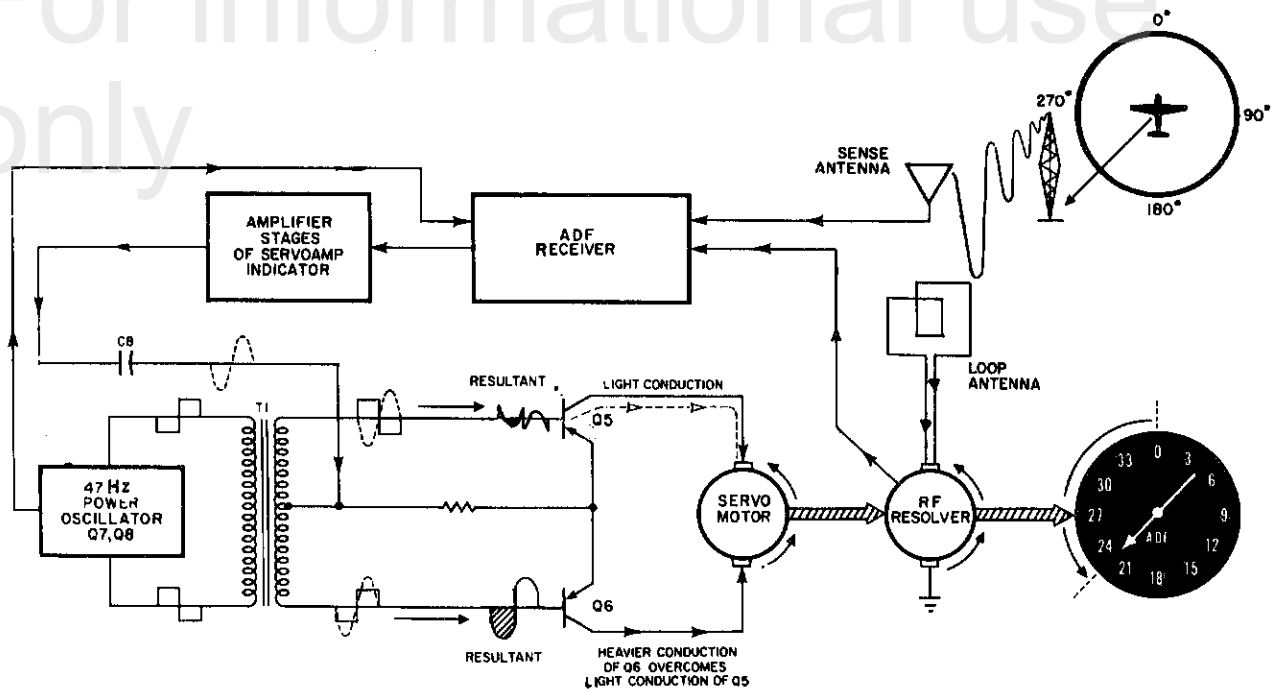 For informational use
only
0°
270°
90°
180°
SENSE
ANTENNA
AMPLIFIER
STAGES
OF SERVOAMP
INDICATOR
ADF
RECEIVER
C8
LOOP
ANTENNA
T1
RESULTANT
LIGHT CONDUCTION
Q5
47 Hz
POWER
OSCILLATOR
Q7, Q8
SERVO
MOTOR
RF
RESOLVER
0
3
6
9
12
15
18
21
24
27
30
33
ADF
Q6
RESULTANT
HEAVIER CONDUCTION
OF Q6 OVERCOMES
LIGHT CONDUCTION OF Q5